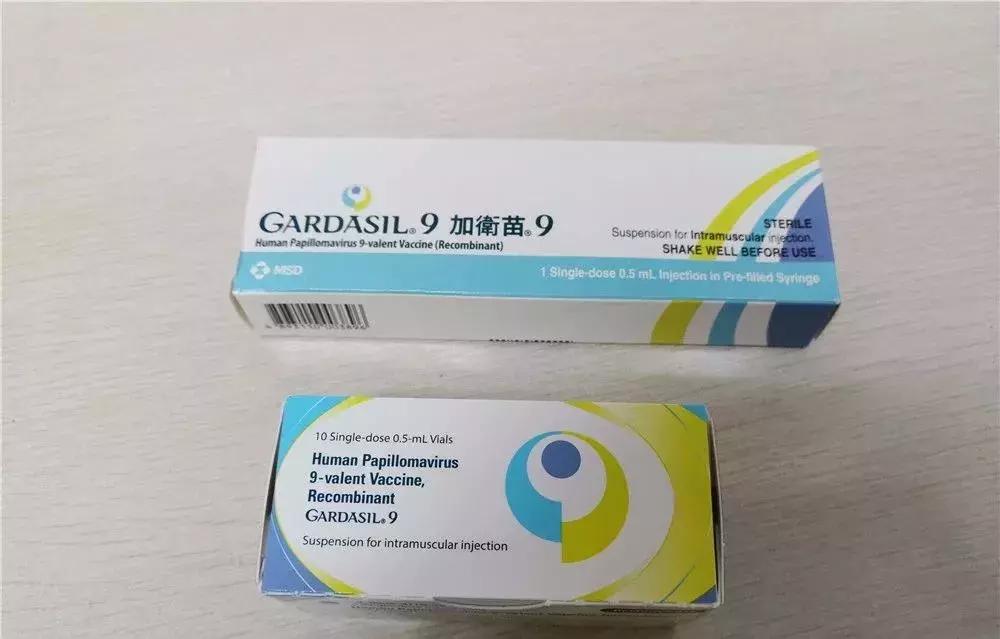 GARDASIL®9 加衛苗®9
Human Papillomavirus 9-valent Vaccine (Recombinant)
STERILE
Suspension for Intramuscular injection.
SHAKE WELL BEFORE USE
MSD
1 Single-dose 0.5 mL Injection in Pre-filled Syringe
10 Single-dose 0.5-mL Vials
Human Papillomavirus
9-valent Vaccine,
Recombinant
GARDASIL®9
Suspension for intramuscular injection